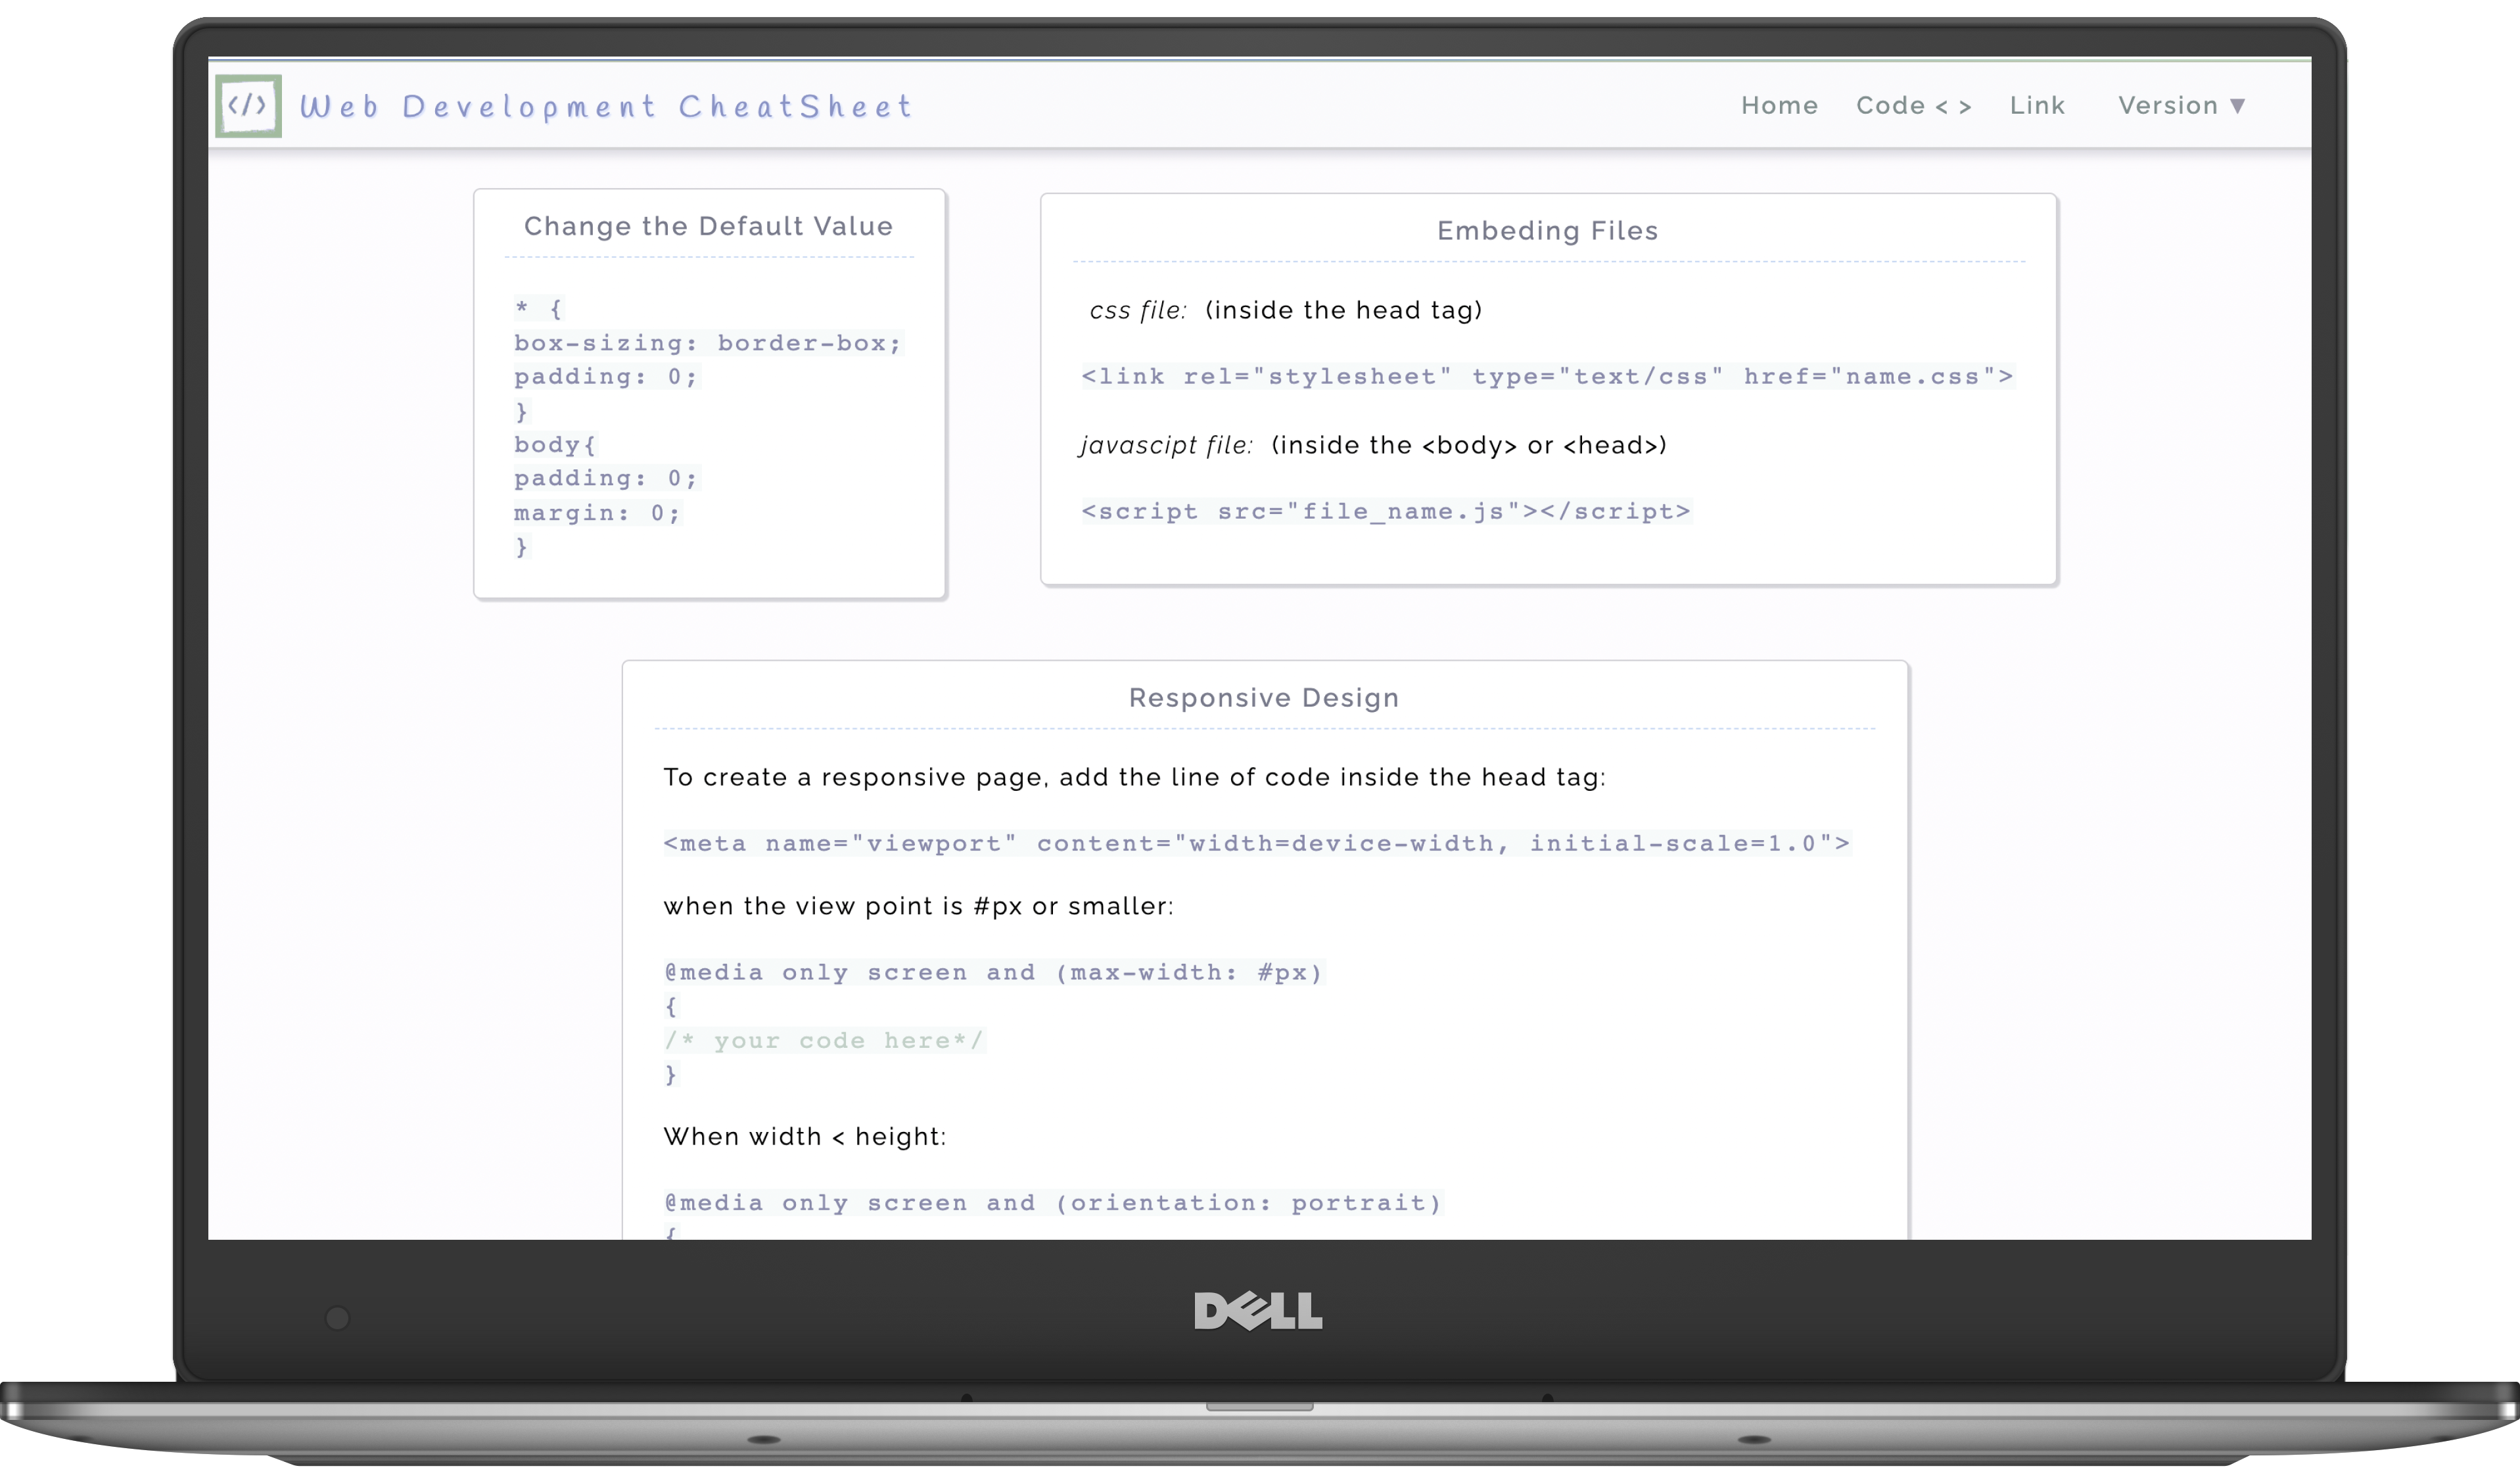 </> Web Development CheatSheet
Home Code < > Link Version ▼
Change the Default Value
* {
box-sizing: border-box;
padding: 0;
}
body{
padding: 0;
margin: 0;
}
Embeding Files
css file: (inside the head tag)
<link rel="stylesheet" type="text/css" href="name.css">
javascipt file: (inside the <body> or <head>)
<script src="file_name.js"></script>
Responsive Design
To create a responsive page, add the line of code inside the head tag:
<meta name="viewport" content="width=device-width, initial-scale=1.0">
when the view point is #px or smaller:
@media only screen and (max-width: #px)
{
/* your code here*/
}
When width < height:
@media only screen and (orientation: portrait)
{
DELL